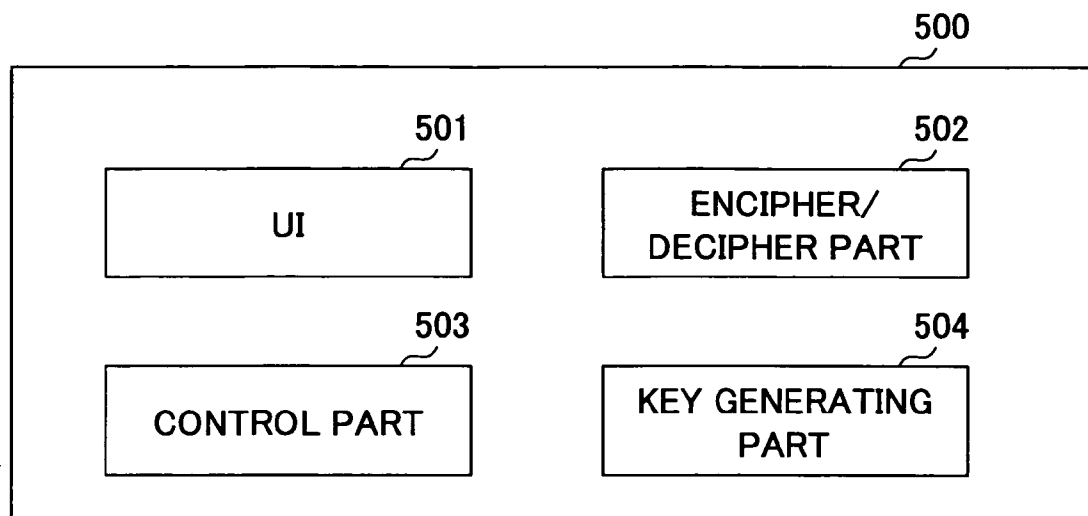 500
501
502
UI
ENCIPHER/
DECIPHER PART
503
504
CONTROL PART
KEY GENERATING
PART